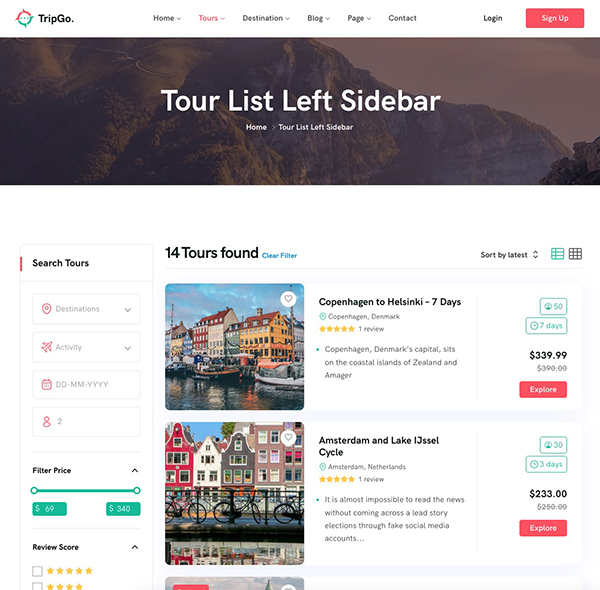 TripGo.
Home Tours Destination Blog Page Contact
Login
Sign Up
Tour List Left Sidebar
Home Tour List Left Sidebar
Search Tours
Destinations
Activity
DD-MM-YYYY
2
Filter Price
$ 69
$ 340
Review Score
14 Tours found Clear Filter
Sort by latest
Copenhagen to Helsinki – 7 Days
Copenhagen, Denmark
1 review
Copenhagen, Denmark's capital, sits
on the coastal islands of Zealand and
Amager
50
7 days
$339.99
$390.00
Explore
Amsterdam and Lake IJssel
Cycle
Amsterdam, Netherlands
1 review
It is almost impossible to read the news
without coming across a lead story
elections through fake social media
accounts...
30
3 days
$233.00
$250.00
Explore